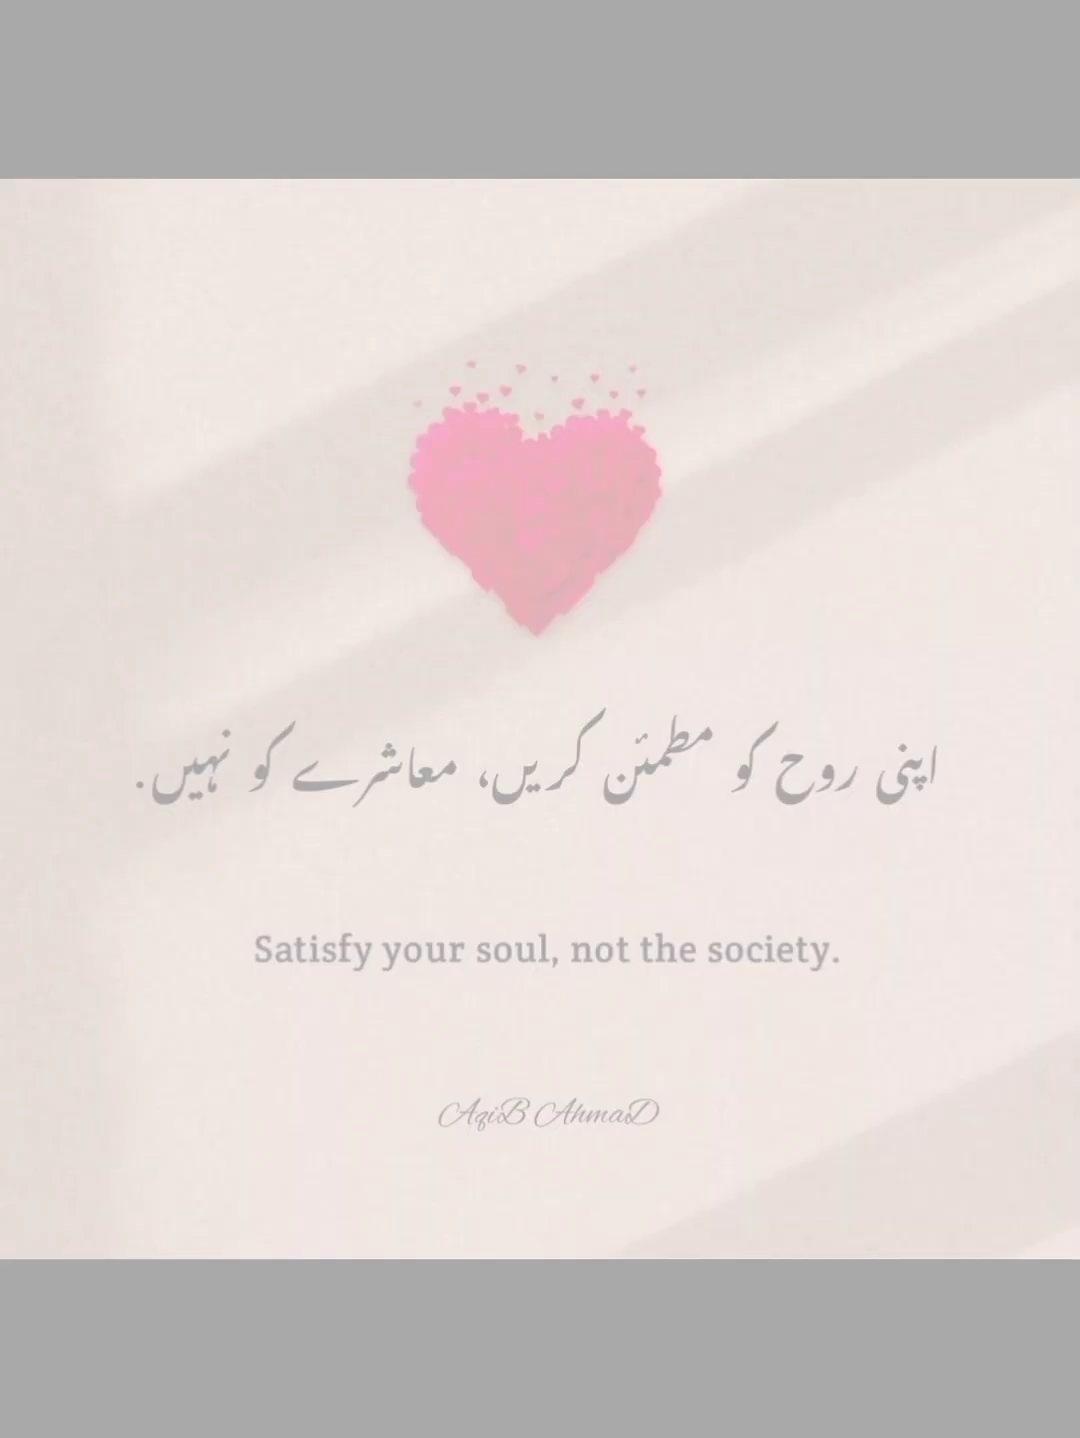 اپنی روح کو مطمئن کریں، معاشرے کو نہیں.
Satisfy your soul, not the society.
AqiB AhmaD